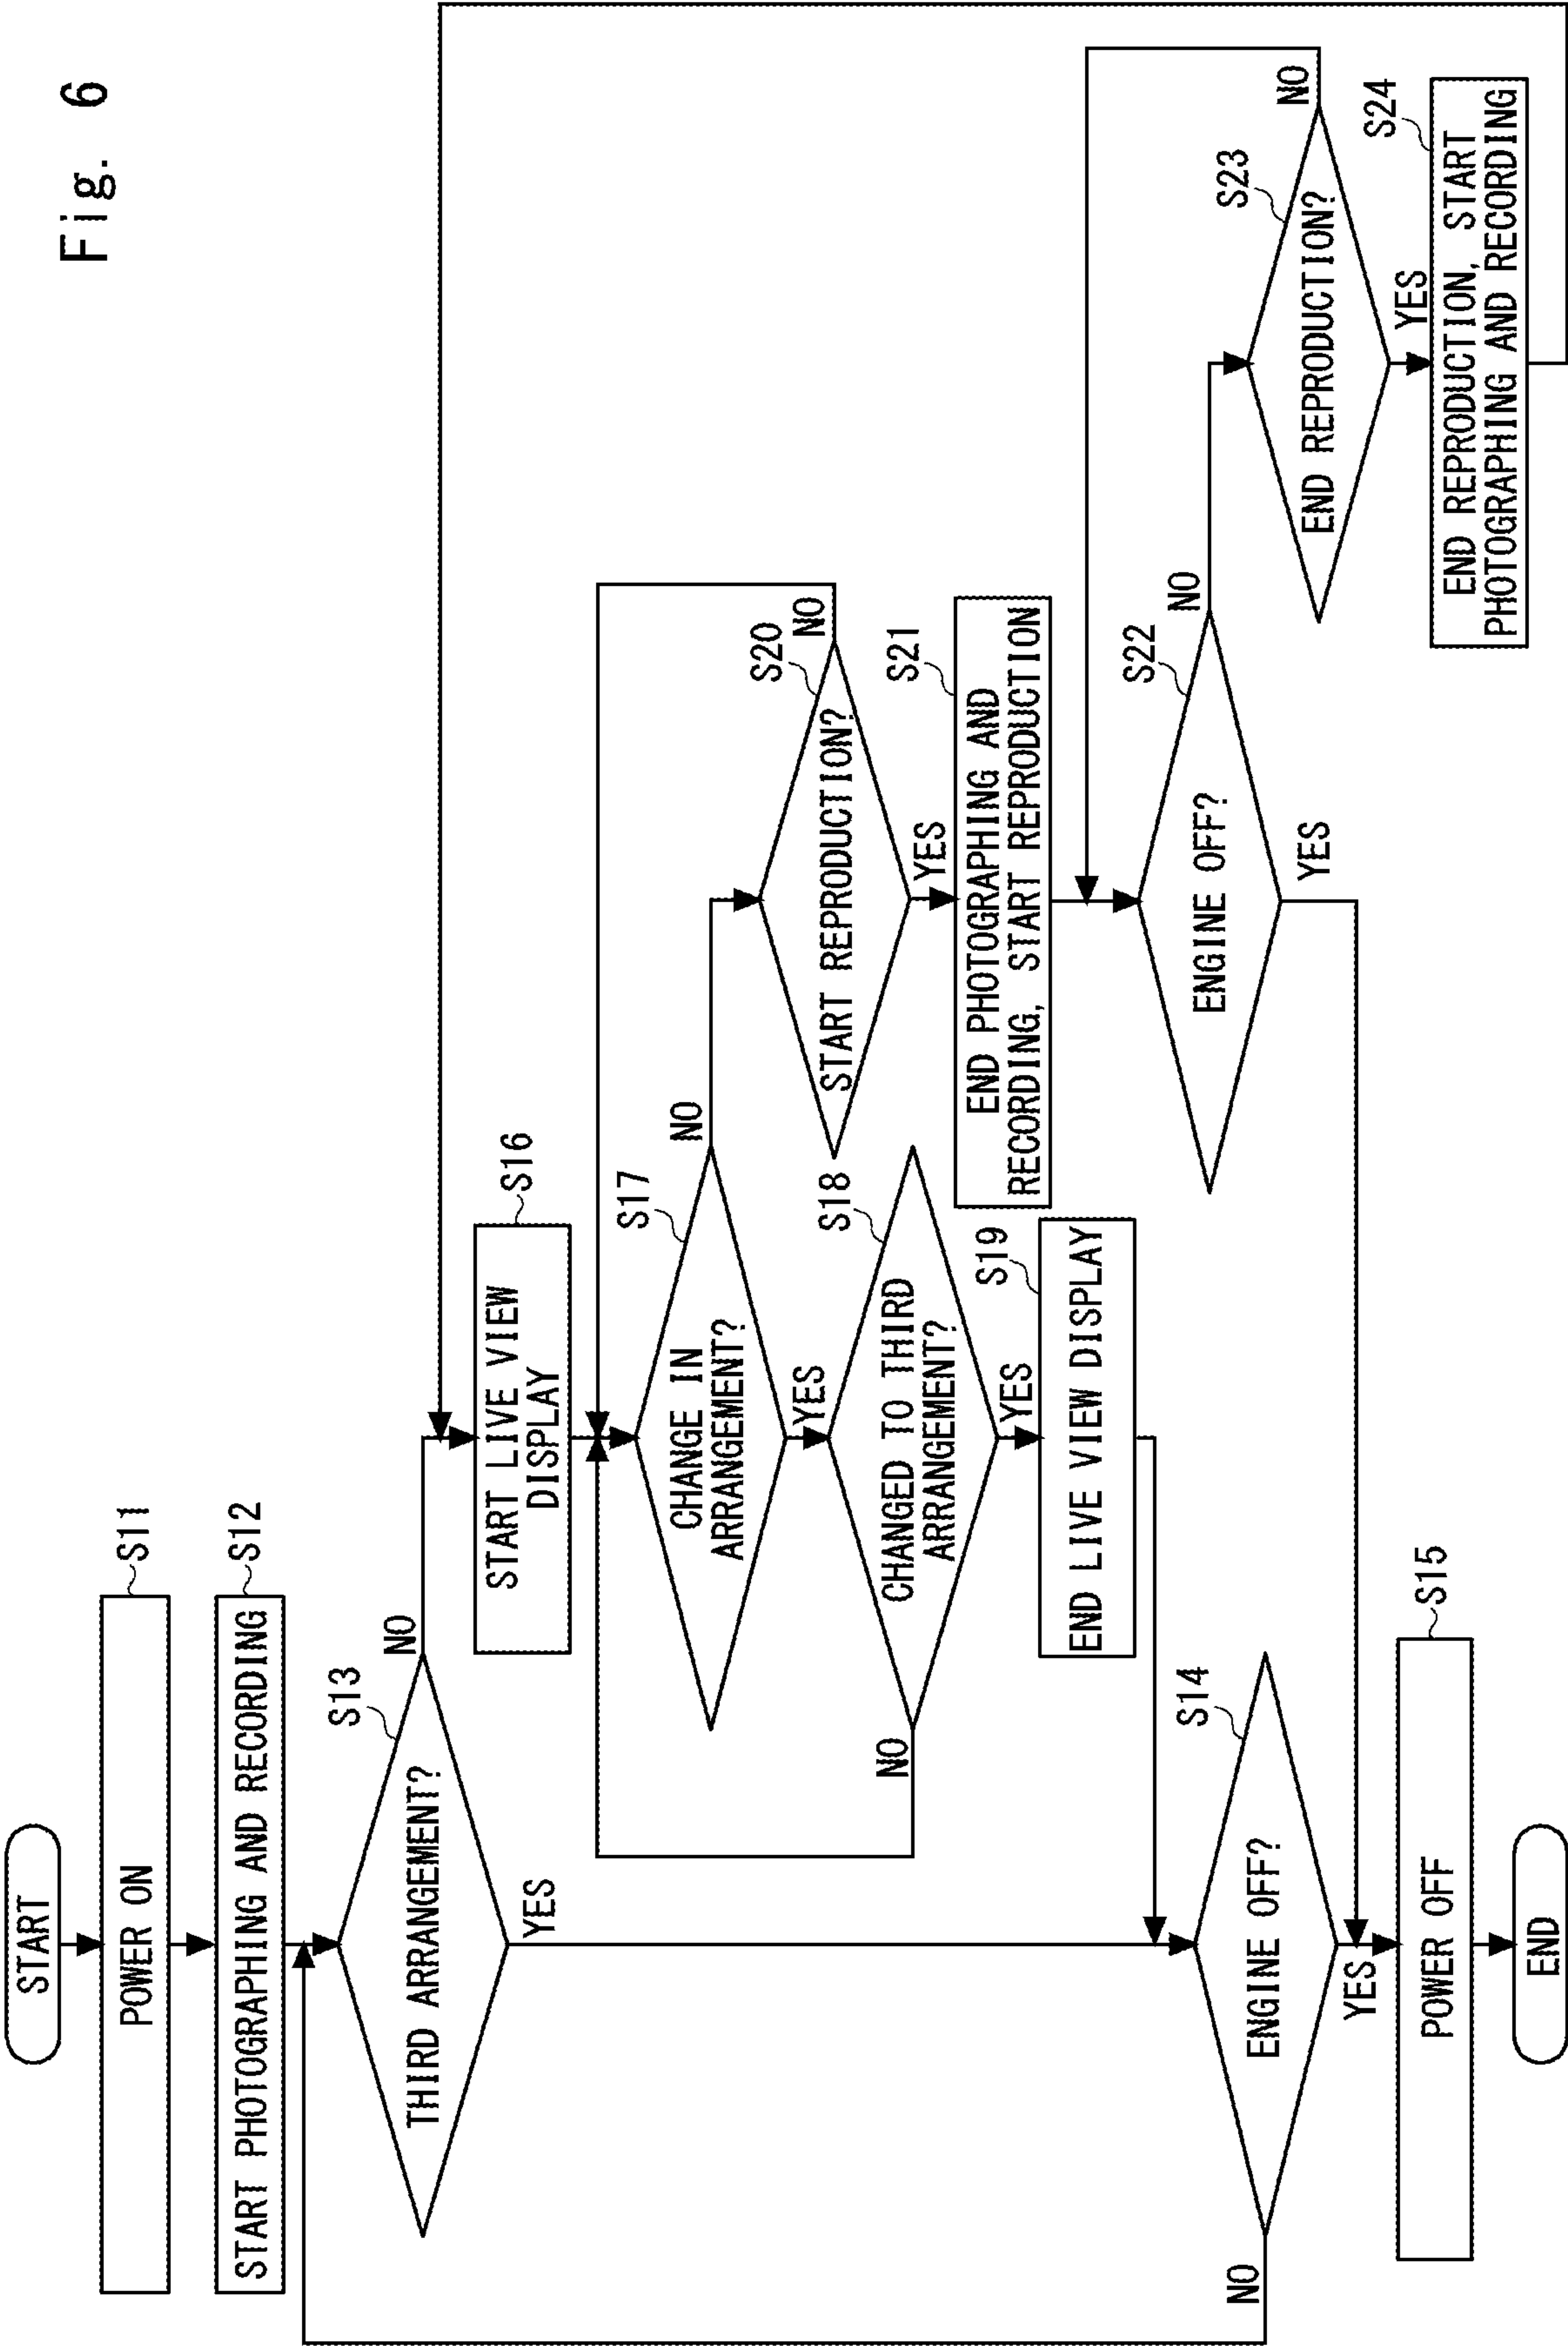 Fig. 6
START
POWER ON
S11
START PHOTOGRAPHING AND RECORDING
S12
THIRD ARRANGEMENT?
S13
NO
YES
START LIVE VIEW
DISPLAY
S16
CHANGE IN
ARRANGEMENT?
S17
NO
YES
CHANGED TO THIRD
ARRANGEMENT?
S18
NO
YES
END LIVE VIEW DISPLAY
S19
START REPRODUCTION?
S20
NO
YES
END PHOTOGRAPHING AND
RECORDING, START REPRODUCTION
S21
ENGINE OFF?
S22
NO
YES
END REPRODUCTION?
S23
NO
YES
END REPRODUCTION, START
PHOTOGRAPHING AND RECORDING
S24
ENGINE OFF?
S14
NO
YES
POWER OFF
S15
END